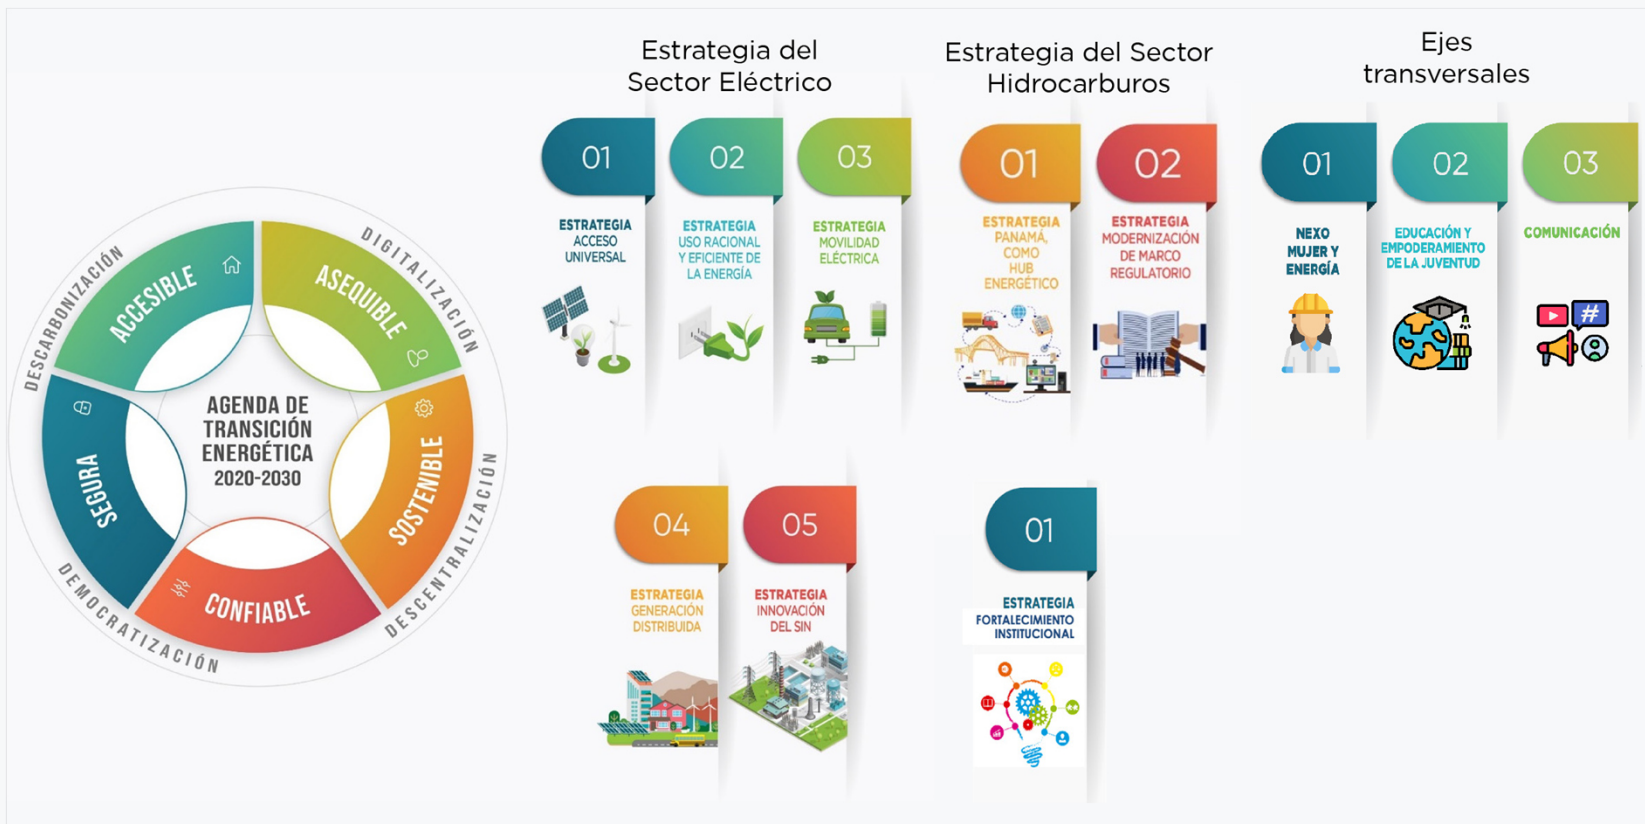 Estrategia del
Sector Eléctrico
01
ESTRATEGIA
ACCESO
UNIVERSAL
02
ESTRATEGIA
USO RACIONAL
Y EFICIENTE DE
LA ENERGÍA
03
ESTRATEGIA
MOVILIDAD
ELÉCTRICA
04
ESTRATEGIA
GENERACIÓN
DISTRIBUIDA
05
ESTRATEGIA
INNOVACIÓN
DEL SIN
Estrategia del Sector
Hidrocarburos
01
ESTRATEGIA
PANAMÁ,
COMO
HUB
ENERGÉTICO
02
ESTRATEGIA
MODERNIZACIÓN
DE MARCO
REGULATORIO
01
ESTRATEGIA
FORTALECIMIENTO
INSTITUCIONAL
Ejes
transversales
01
NEXO
MUJER Y
ENERGÍA
02
EDUCACIÓN Y
EMPODERAMIENTO
DE LA JUVENTUD
03
COMUNICACIÓN
#
DESCARBONIZACIÓN
DIGITALIZACIÓN
DESCENTRALIZACIÓN
DEMOCRATIZACIÓN
ACCESIBLE
ASEQUIBLE
SOSTENIBLE
CONFIABLE
SEGURA
AGENDA DE
TRANSICIÓN
ENERGÉTICA
2020-2030